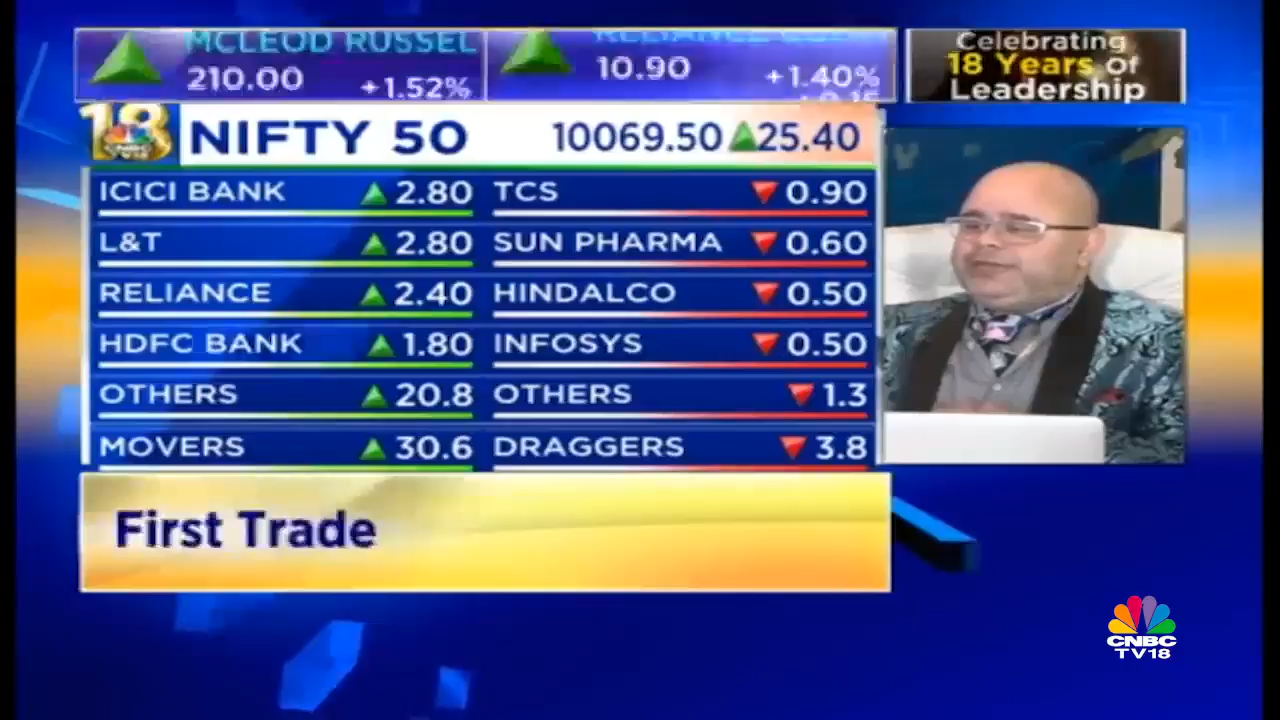 MCLEOD RUSSEL
210.00 +1.52%
10.90 +1.40%
Celebrating
18 Years of
Leadership
18
CNBC
TV18
NIFTY 50 10069.50 25.40
ICICI BANK 2.80 TCS 0.90
L&T 2.80 SUN PHARMA 0.60
RELIANCE 2.40 HINDALCO 0.50
HDFC BANK 1.80 INFOSYS 0.50
OTHERS 20.8 OTHERS 1.3
MOVERS 30.6 DRAGGERS 3.8
First Trade
CNBC
TV18